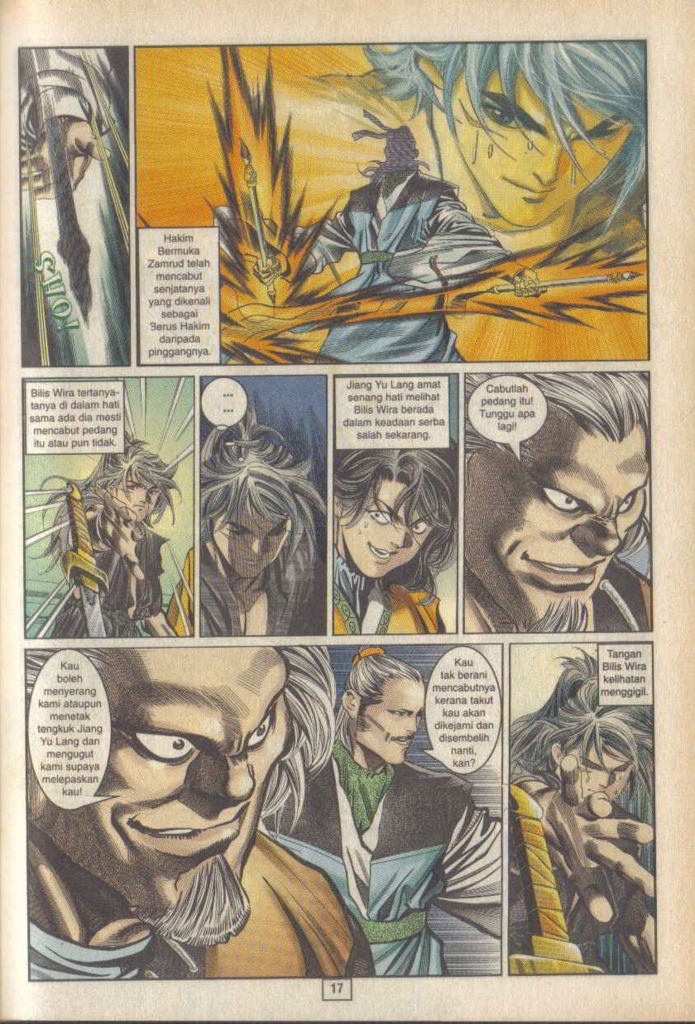 Hakim
Bermuka
Zamrud telah
mencabut
senjatanya
yang dikenali
sebagai
Berus Hakim
daripada
pinggangnya.
Bilis Wira tertanya-
tanya di dalam hati
sama ada dia mesti
mencabut pedang
itu atau pun tidak.
...
...
Jiang Yu Lang amat
senang hati melihat
Bilis Wira berada
dalam keadaan serba
salah sekarang.
Cabutlah
pedang itu!
Tunggu apa
lagi!
Kau
boleh
menyerang
kami ataupun
menetak
tengkuk Jiang
Yu Lang dan
mengugut
kami supaya
melepaskan
kau!
Kau
tak berani
mencabutnya
kerana takut
kau akan
dikejami dan
disembelih
nanti,
kan?
Tangan
Bilis Wira
kelihatan
menggigil.
17